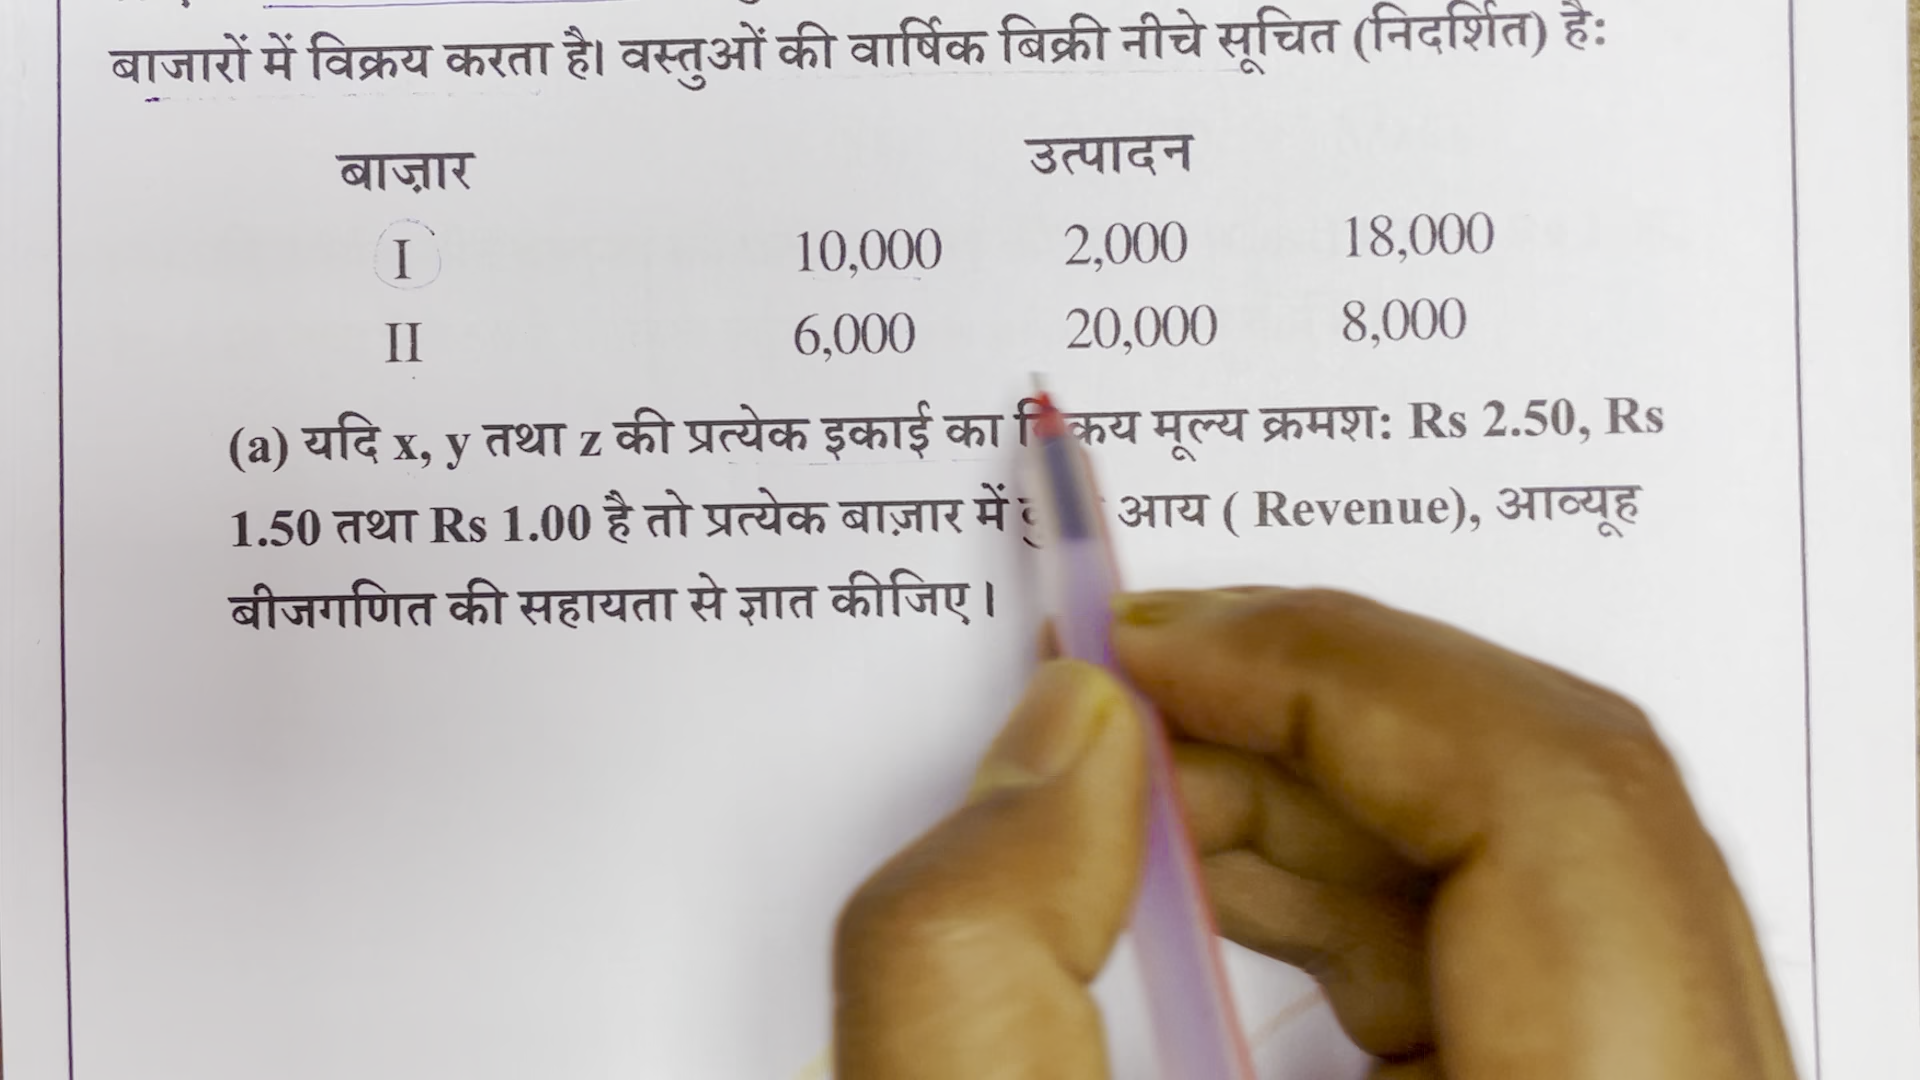 बाजारों में विक्रय करता है। वस्तुओं की वार्षिक बिक्री नीचे सूचित (निदर्शित) है:
बाज़ार उत्पादन
I 10,000 2,000 18,000
II 6,000 20,000 8,000
(a) यदि x, y तथा z की प्रत्येक इकाई का मूल्य क्रमश: Rs 2.50, Rs
1.50 तथा Rs 1.00 है तो प्रत्येक बाज़ार में आय ( Revenue), आव्यूह
बीजगणित की सहायता से ज्ञात कीजिए।